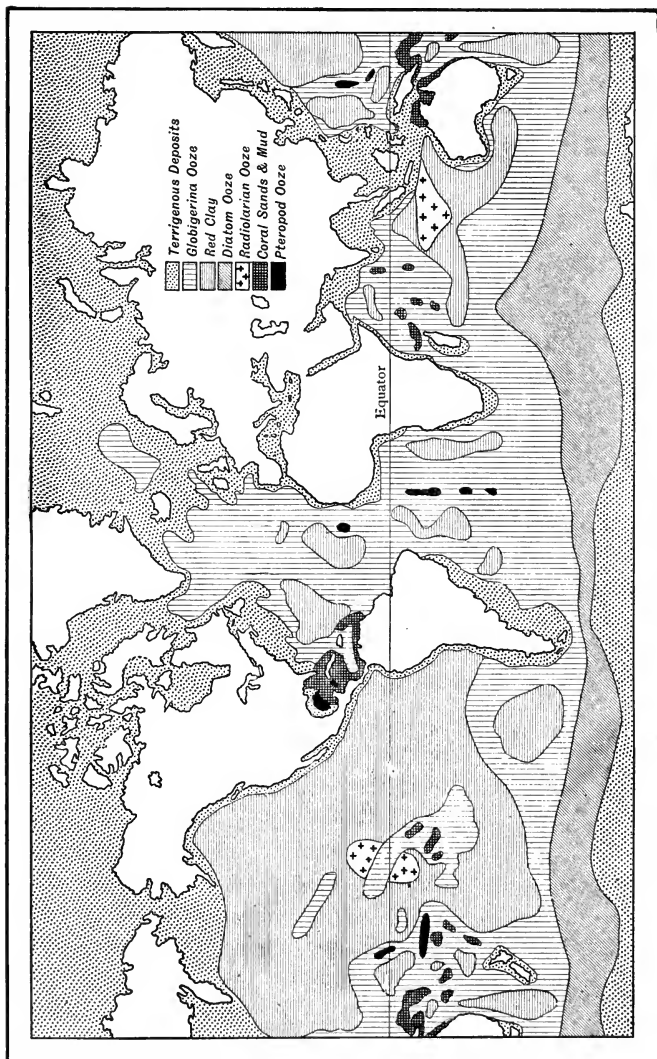 Terrigenous Deposits
Globigerina Ooze
Red Clay
Diatom Ooze
Radiolarian Ooze
Coral Sands & Mud
Pteropod Ooze
Equator